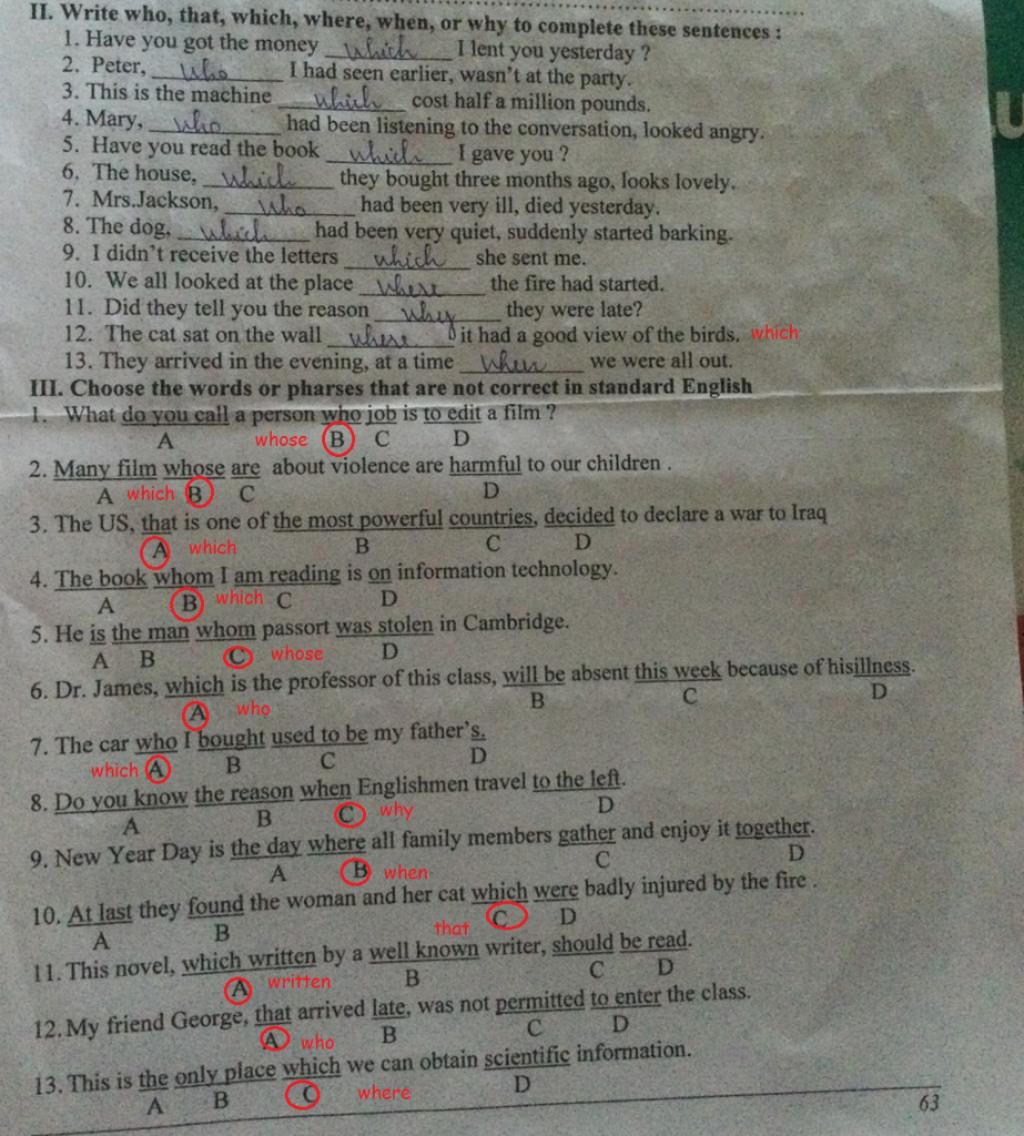 II. Write who, that, which, where, when, or why to complete these sentences :
1. Have you got the money which I lent you yesterday ?
2. Peter, who I had seen earlier, wasn't at the party.
3. This is the machine which cost half a million pounds.
4. Mary, who had been listening to the conversation, looked angry.
5. Have you read the book which I gave you ?
6. The house, which they bought three months ago, looks lovely.
7. Mrs.Jackson, who had been very ill, died yesterday.
8. The dog, which had been very quiet, suddenly started barking.
9. I didn't receive the letters which she sent me.
10. We all looked at the place where the fire had started.
11. Did they tell you the reason why they were late?
12. The cat sat on the wall where it had a good view of the birds. which
13. They arrived in the evening, at a time when we were all out.
III. Choose the words or pharses that are not correct in standard English
1. What do you call a person who job is to edit a film ?
A whose B C D
2. Many film whose are about violence are harmful to our children .
A which B C D
3. The US, that is one of the most powerful countries, decided to declare a war to Iraq
A which B C D
4. The book whom I am reading is on information technology.
A B which C D
5. He is the man whom passort was stolen in Cambridge.
A B C whose D
6. Dr. James, which is the professor of this class, will be absent this week because of hisillness.
A who B C D
7. The car who I bought used to be my father's.
which A B C D
8. Do you know the reason when Englishmen travel to the left.
A B C why D
9. New Year Day is the day where all family members gather and enjoy it together.
A B when C D
10. At last they found the woman and her cat which were badly injured by the fire .
A B that C D
11. This novel, which written by a well known writer, should be read.
A written B C D
12. My friend George, that arrived late, was not permitted to enter the class.
A who B C D
13. This is the only place which we can obtain scientific information.
A B C where D
63